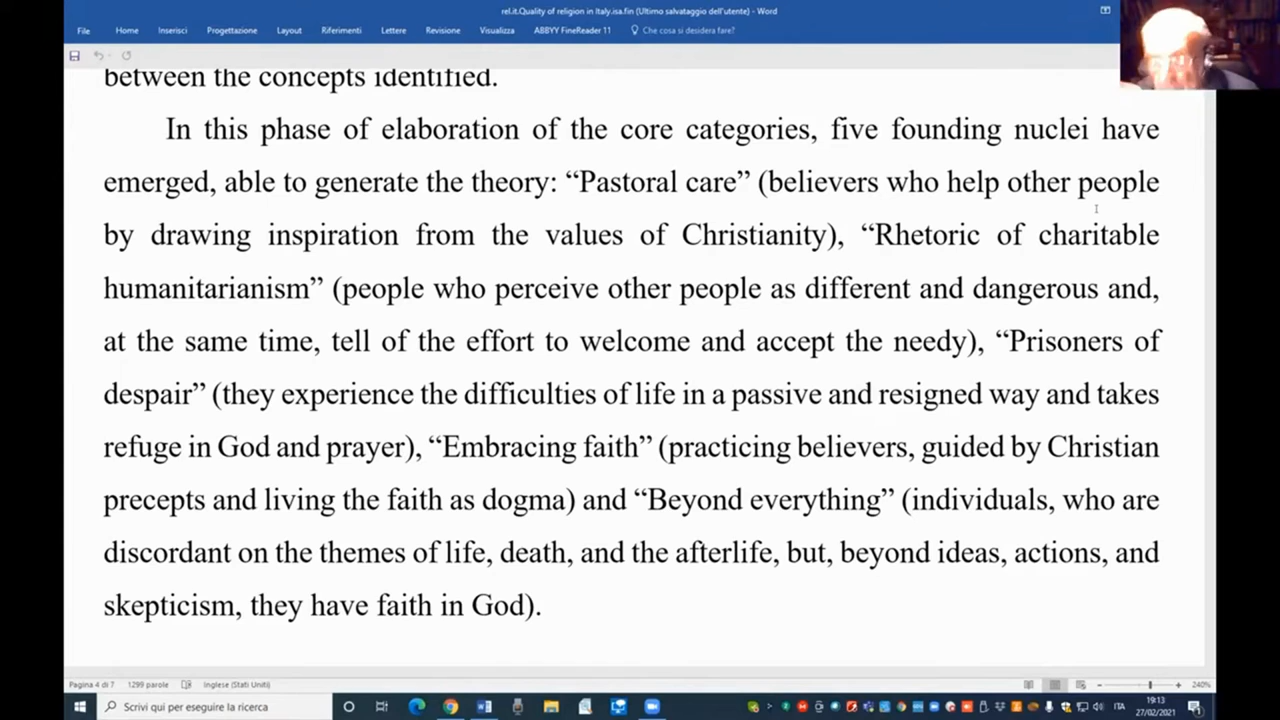 rel.it.Quality of religion in Italy.isa.fin (Ultimo salvataggio dell'utente) - Word
File Home Inserisci Progettazione Layout Riferimenti Lettere Revisione Visualizza ABBYY FineReader 11 Che cosa si desidera fare?
between the concepts identified.
In this phase of elaboration of the core categories, five founding nuclei have
emerged, able to generate the theory: “Pastoral care” (believers who help other people
by drawing inspiration from the values of Christianity), “Rhetoric of charitable
humanitarianism” (people who perceive other people as different and dangerous and,
at the same time, tell of the effort to welcome and accept the needy), “Prisoners of
despair” (they experience the difficulties of life in a passive and resigned way and takes
refuge in God and prayer), “Embracing faith” (practicing believers, guided by Christian
precepts and living the faith as dogma) and “Beyond everything” (individuals, who are
discordant on the themes of life, death, and the afterlife, but, beyond ideas, actions, and
skepticism, they have faith in God).
Pagina 4 di 7 1299 parole Inglese (Stati Uniti) 240%
Scrivi qui per eseguire la ricerca ITA 19:13
27/02/2021